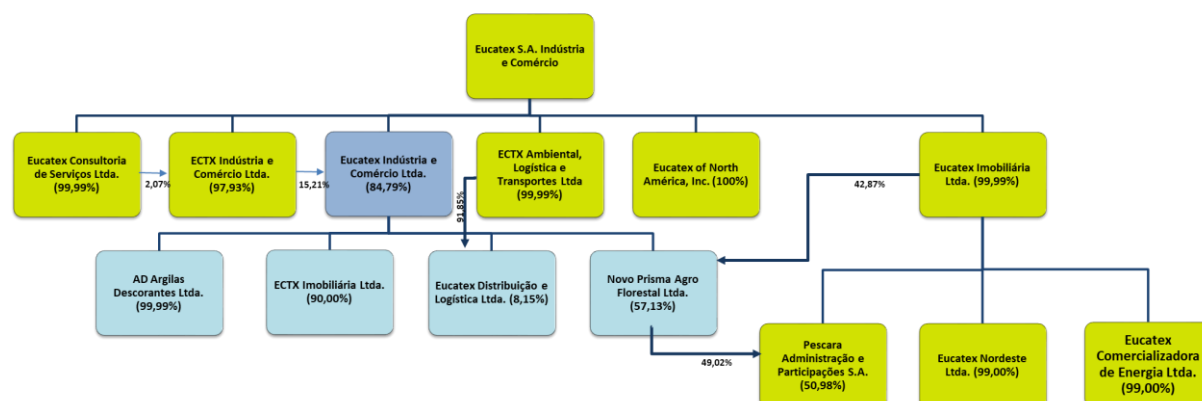 Eucatex S.A. Indústria
e Comércio
Eucatex Consultoria
de Serviços Ltda.
(99,99%)
2,07%
ECTX Indústria e
Comércio Ltda.
(97,93%)
15,21%
Eucatex Indústria e
Comércio Ltda.
(84,79%)
ECTX Ambiental,
Logística e
Transportes Ltda
(99,99%)
Eucatex of North
América, Inc. (100%)
Eucatex Imobiliária
Ltda. (99,99%)
42,87%
91,85%
AD Argilas
Descorantes Ltda.
(99,99%)
ECTX Imobiliária Ltda.
(90,00%)
Eucatex Distribuição e
Logística Ltda. (8,15%)
Novo Prisma Agro
Florestal Ltda.
(57,13%)
49,02%
Pescara
Administração e
Participações S.A.
(50,98%)
Eucatex Nordeste
Ltda. (99,00%)
Eucatex
Comercializadora
de Energia Ltda.
(99,00%)